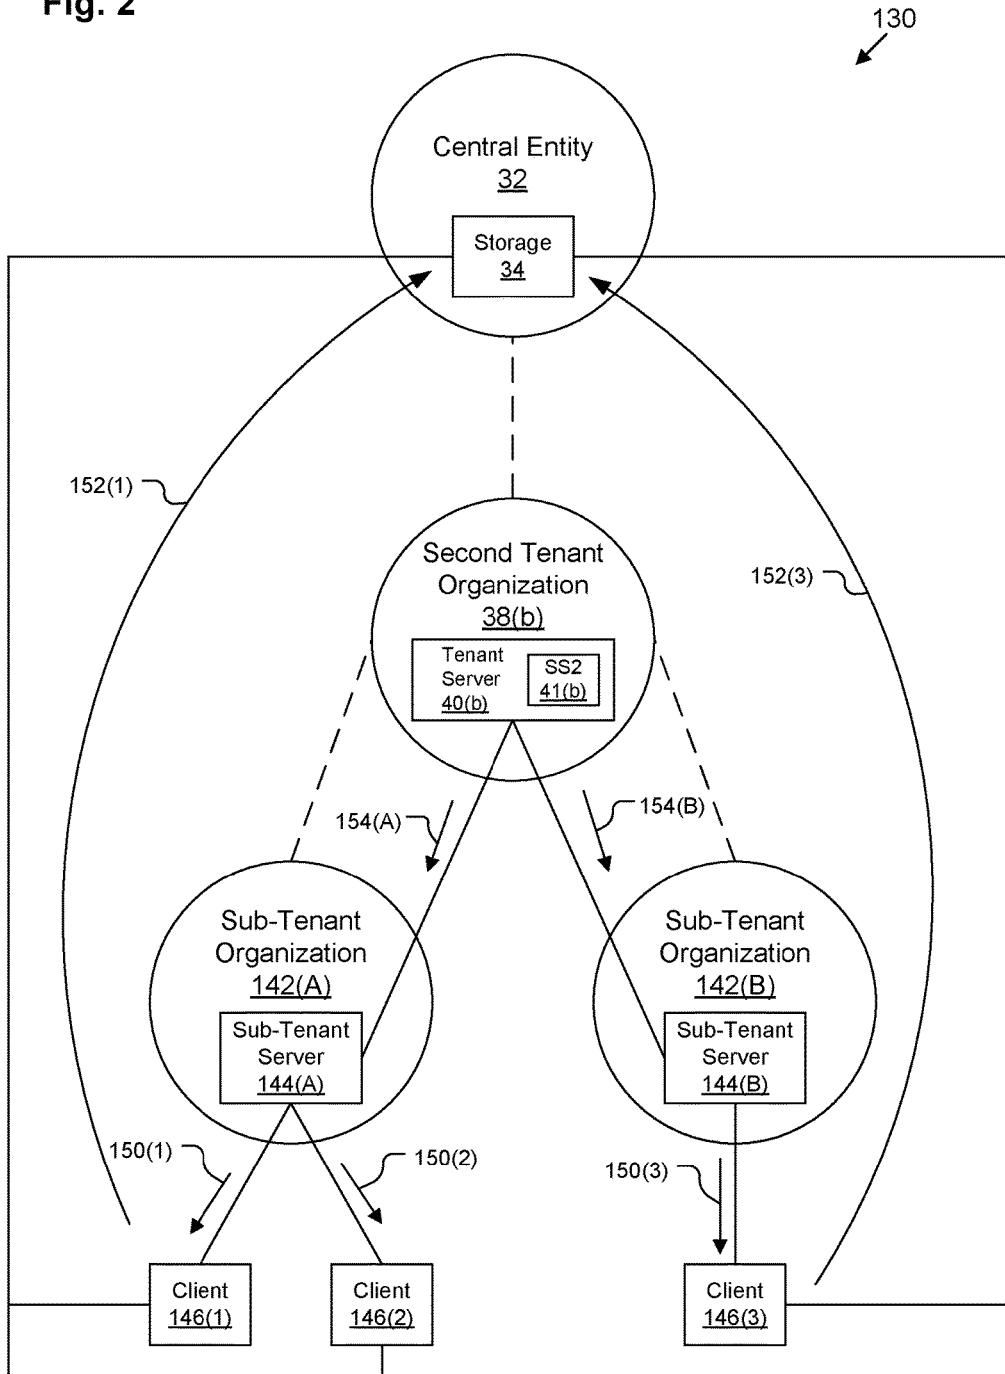 Fig. 2
130
Central Entity
32
Storage
34
152(1)
Second Tenant
Organization
38(b)
152(3)
Tenant
Server
40(b)
SS2
41(b)
154(A)
154(B)
Sub-Tenant
Organization
142(A)
Sub-Tenant
Server
144(A)
Sub-Tenant
Organization
142(B)
Sub-Tenant
Server
144(B)
150(1)
150(2)
150(3)
Client
146(1)
Client
146(2)
Client
146(3)